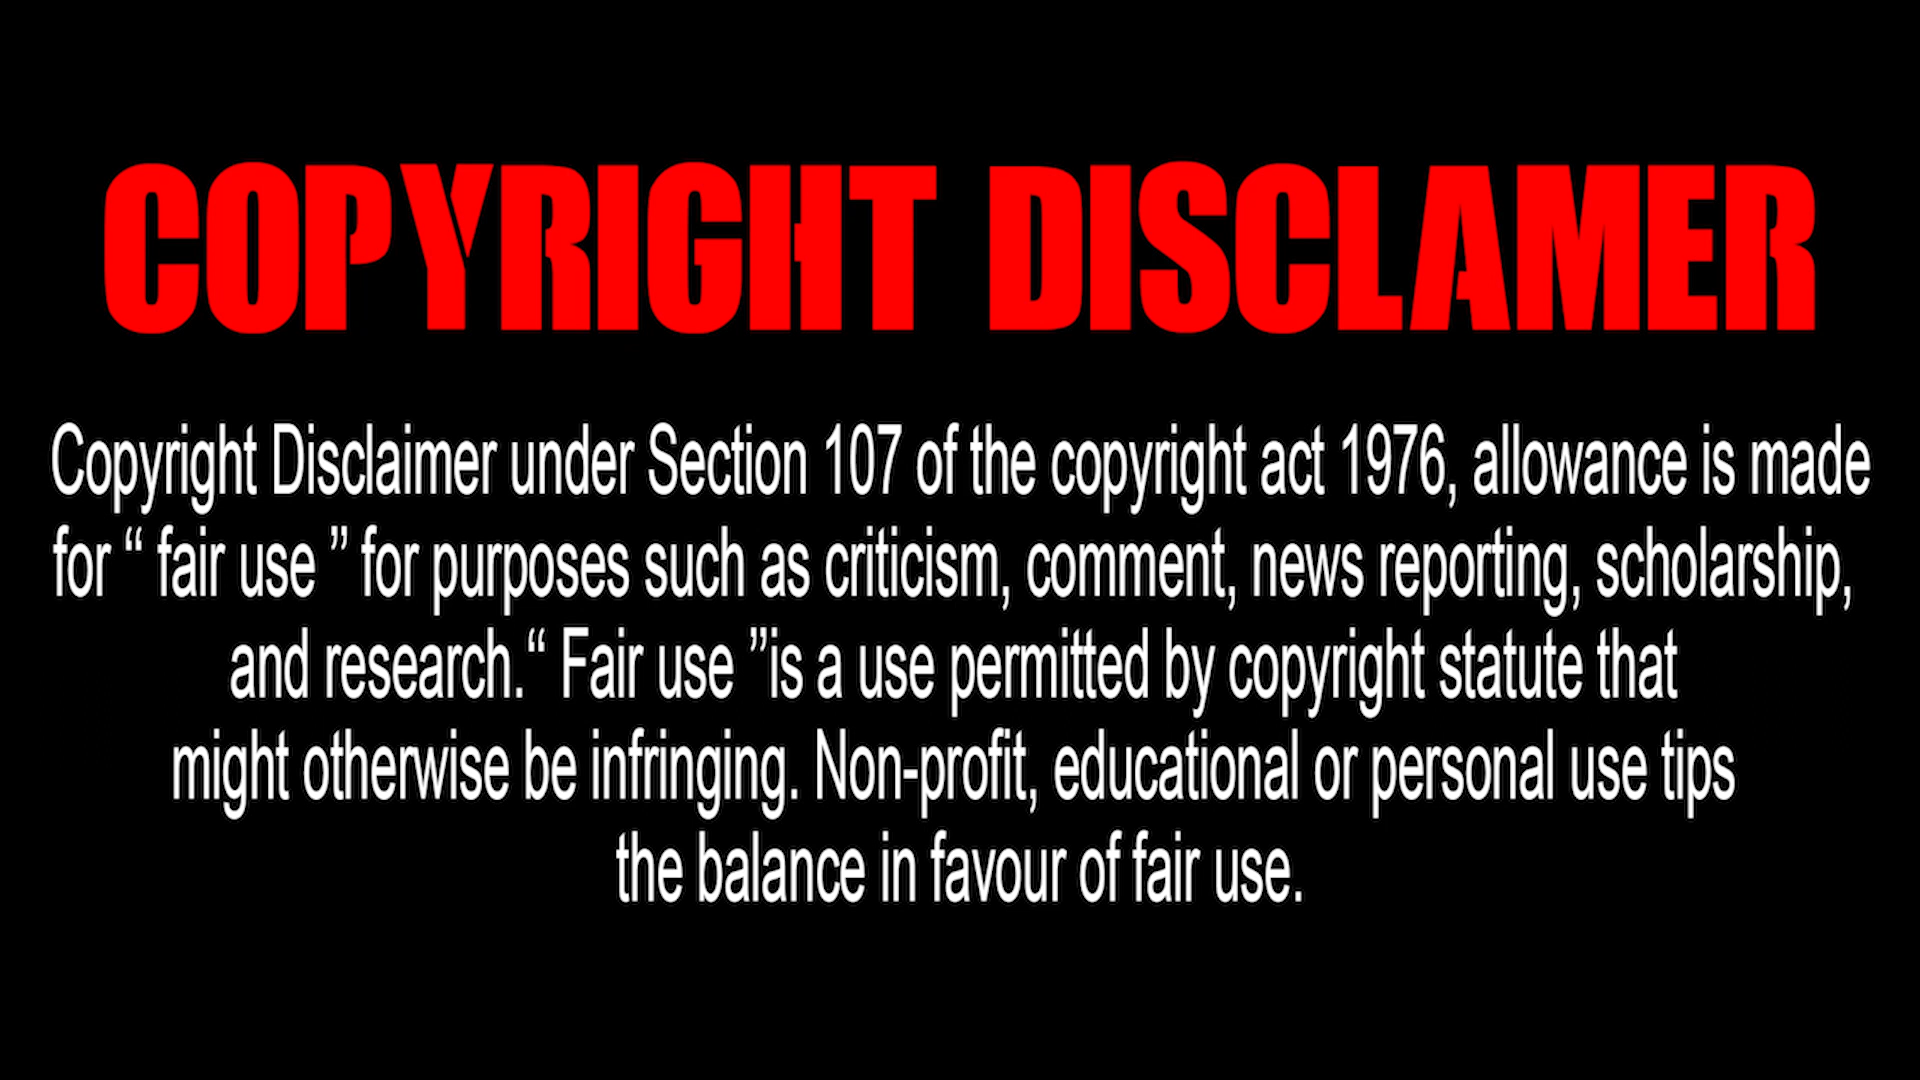 COPYRIGHT DISCLAMER
Copyright Disclaimer under Section 107 of the copyright act 1976, allowance is made
for “ fair use ” for purposes such as criticism, comment, news reporting, scholarship,
and research.“ Fair use ”is a use permitted by copyright statute that
might otherwise be infringing. Non-profit, educational or personal use tips
the balance in favour of fair use.